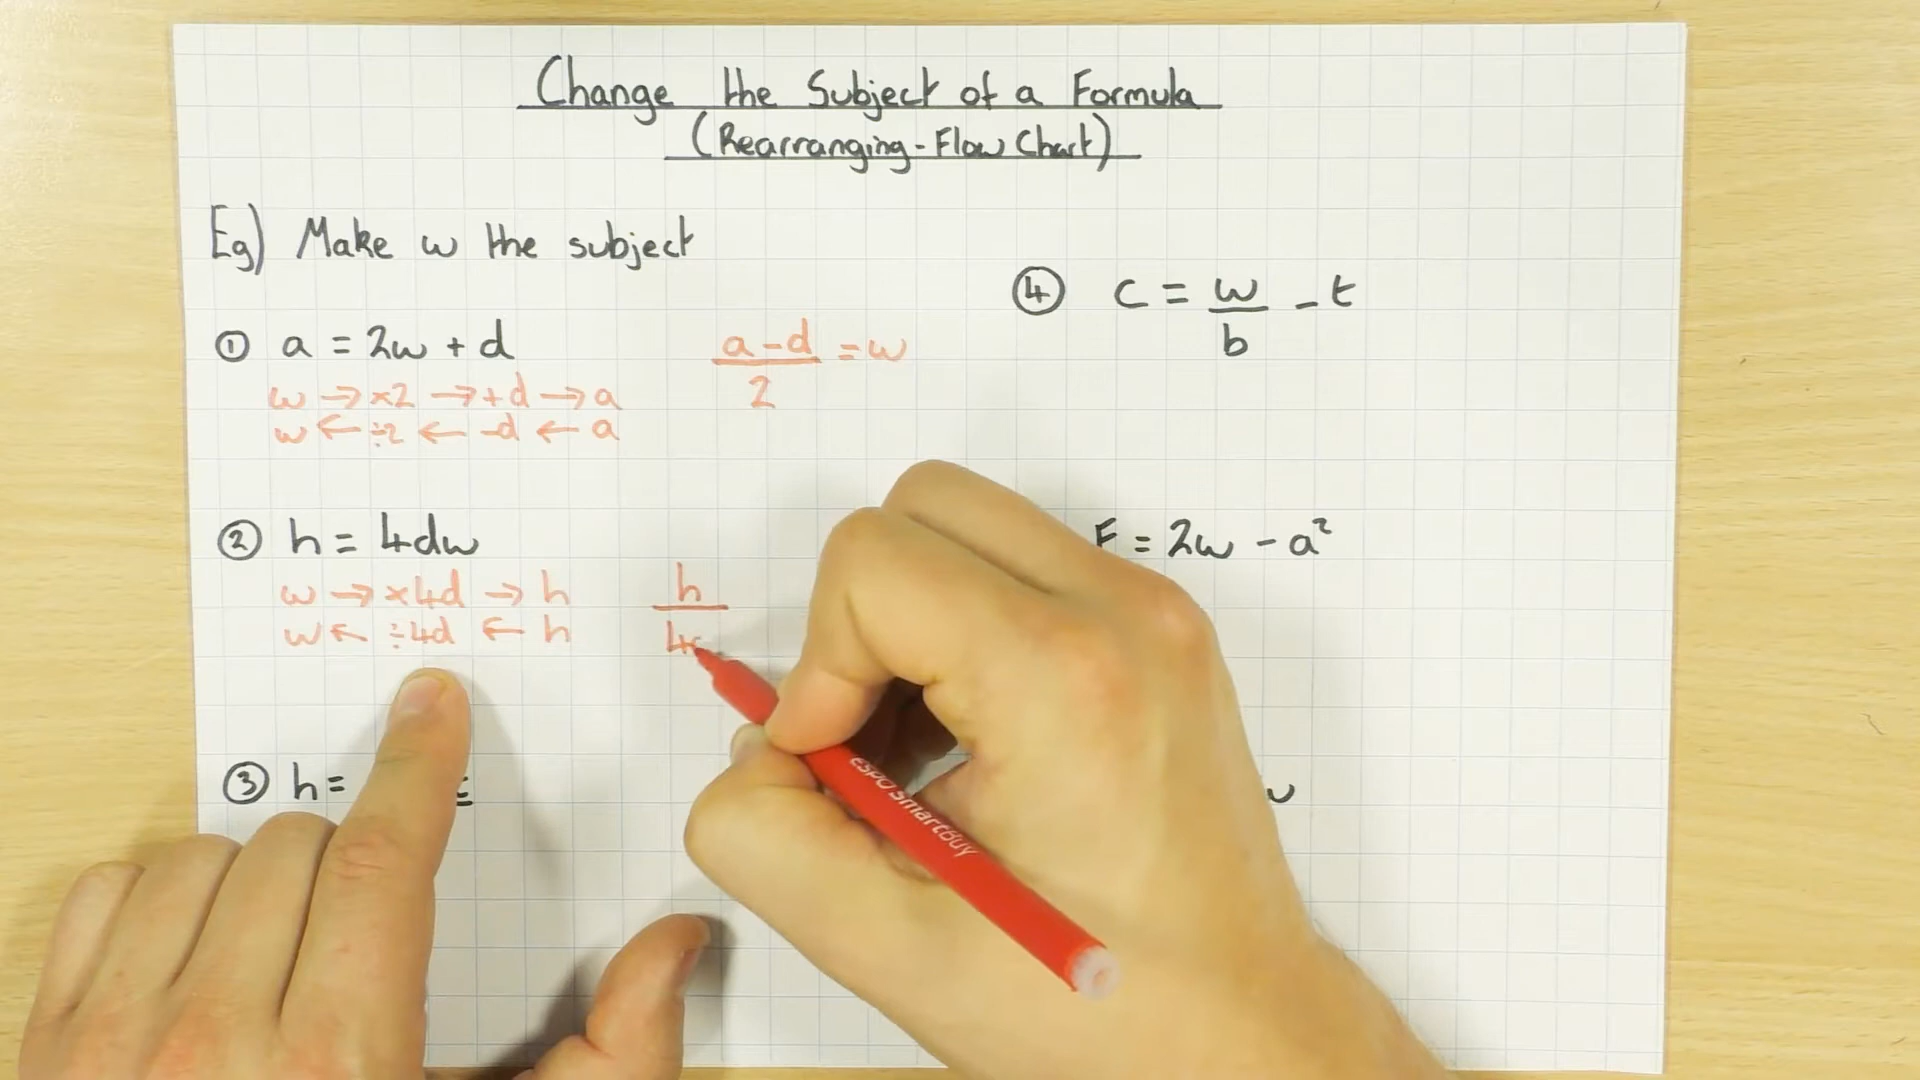 Change the Subject of a Formula
(Rearranging - Flow Chart)
Eg) Make w the subject
① a = 2w + d
w → ×2 → +d → a
w ← ÷2 ← -d ← a
a - d / 2 = w
② h = 4dw
w → ×4d → h
w ← ÷4d ← h
h / 4
③ h =
④ c = w/b - t
F = 2w - a²
w
ESPO Smartbuy